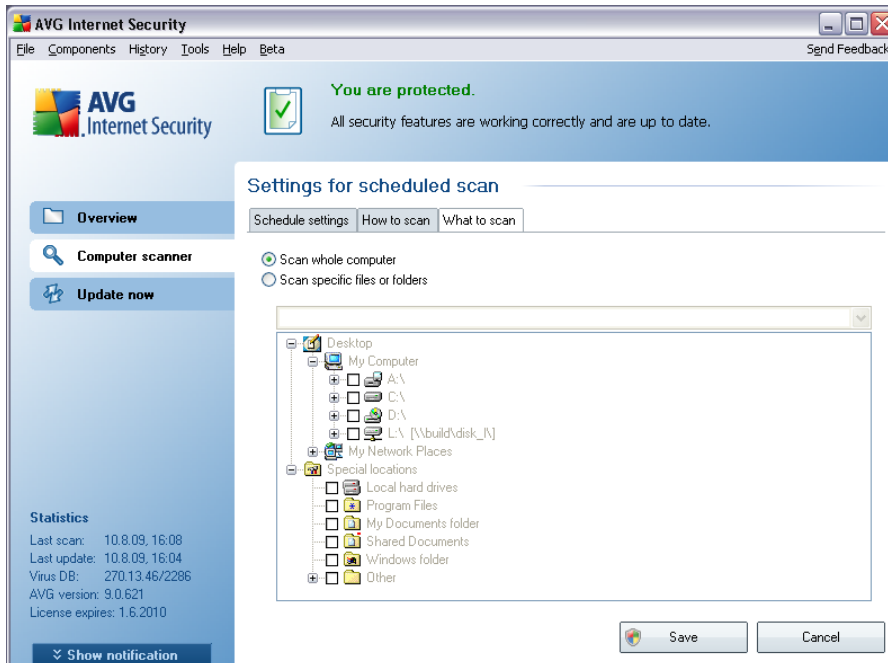 AVG Internet Security
File Components History Tools Help Beta Send Feedback
AVG
Internet Security
You are protected.
All security features are working correctly and are up to date.
Settings for scheduled scan
Overview
Computer scanner
Update now
Schedule settings How to scan What to scan
Scan whole computer
Scan specific files or folders
Desktop
My Computer
A:\
C:\
D:\
L:\ [\\build\disk_l\]
My Network Places
Special locations
Local hard drives
Program Files
My Documents folder
Shared Documents
Windows folder
Other
Statistics
Last scan: 10.8.09, 16:08
Last update: 10.8.09, 16:04
Virus DB: 270.13.46/2286
AVG version: 9.0.621
License expires: 1.6.2010
Show notification
Save Cancel